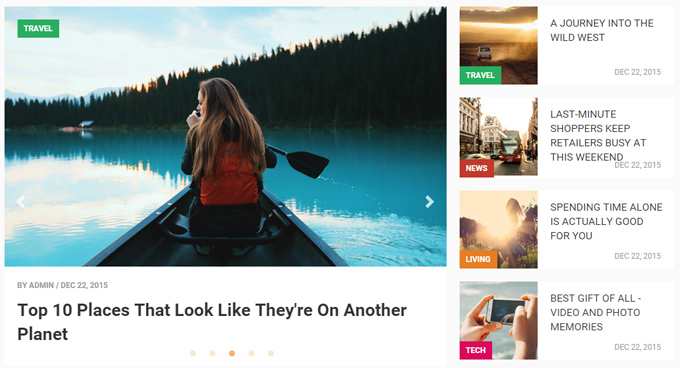 TRAVEL
BY ADMIN / DEC 22, 2015
Top 10 Places That Look Like They're On Another
Planet
TRAVEL
A JOURNEY INTO THE
WILD WEST
DEC 22, 2015
NEWS
LAST-MINUTE
SHOPPERS KEEP
RETAILERS BUSY AT
THIS WEEKEND
DEC 22, 2015
LIVING
SPENDING TIME ALONE
IS ACTUALLY GOOD
FOR YOU
DEC 22, 2015
TECH
BEST GIFT OF ALL -
VIDEO AND PHOTO
MEMORIES
DEC 22, 2015